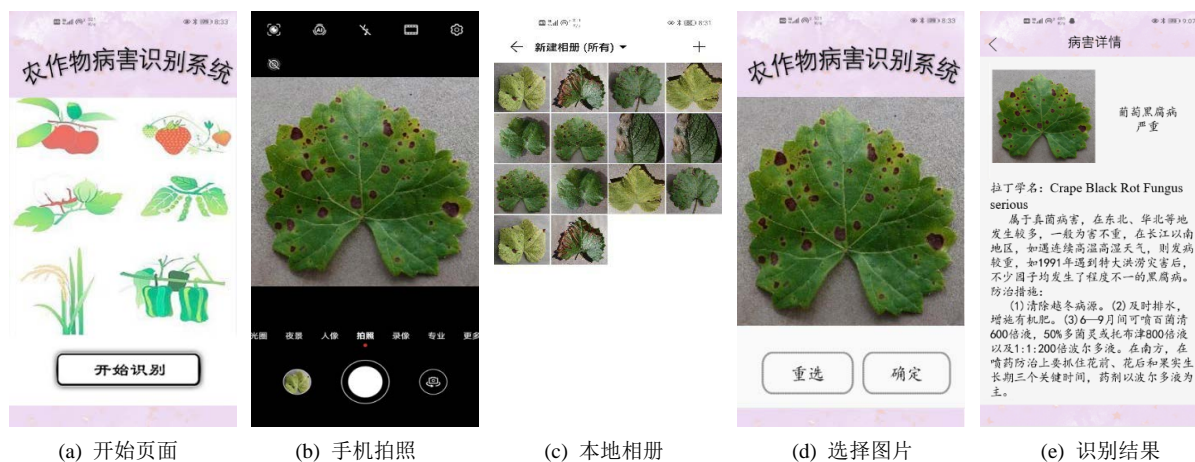 8:33
农作物病害识别系统
开始识别
AI
光圈 夜景 人像 拍照 录像 专业 更多
8:31
新建相册 (所有)
8:33
农作物病害识别系统
重选 确定
9:07
病害详情
葡萄黑腐病
严重
拉丁学名：Crape Black Rot Fungus
serious
属于真菌病害，在东北、华北等地
发生较多，一般为害不重，在长江以南
地区，如遇连续高温高湿天气，则发病
较重，如1991年遇到特大洪涝灾害后，
不少园子均发生了程度不一的黑腐病。
防治措施：
(1)清除越冬病源。(2)及时排水，
增施有机肥。(3)6—9月间可喷百菌清
600倍液，50%多菌灵或托布津800倍液
以及1:1:200倍波尔多液。在南方，在
喷药防治上要抓住花前、花后和果实生
长期三个关键时间，药剂以波尔多液为
主。
(a) 开始页面
(b) 手机拍照
(c) 本地相册
(d) 选择图片
(e) 识别结果